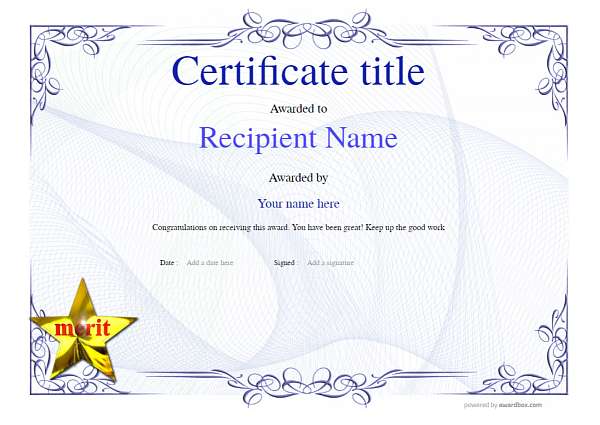 Certificate title
Awarded to
Recipient Name
Awarded by
Your name here
Congratulations on receiving this award. You have been great! Keep up the good work
Date : Add a date here Signed : Add a signature
merit
powered by awardbox.com